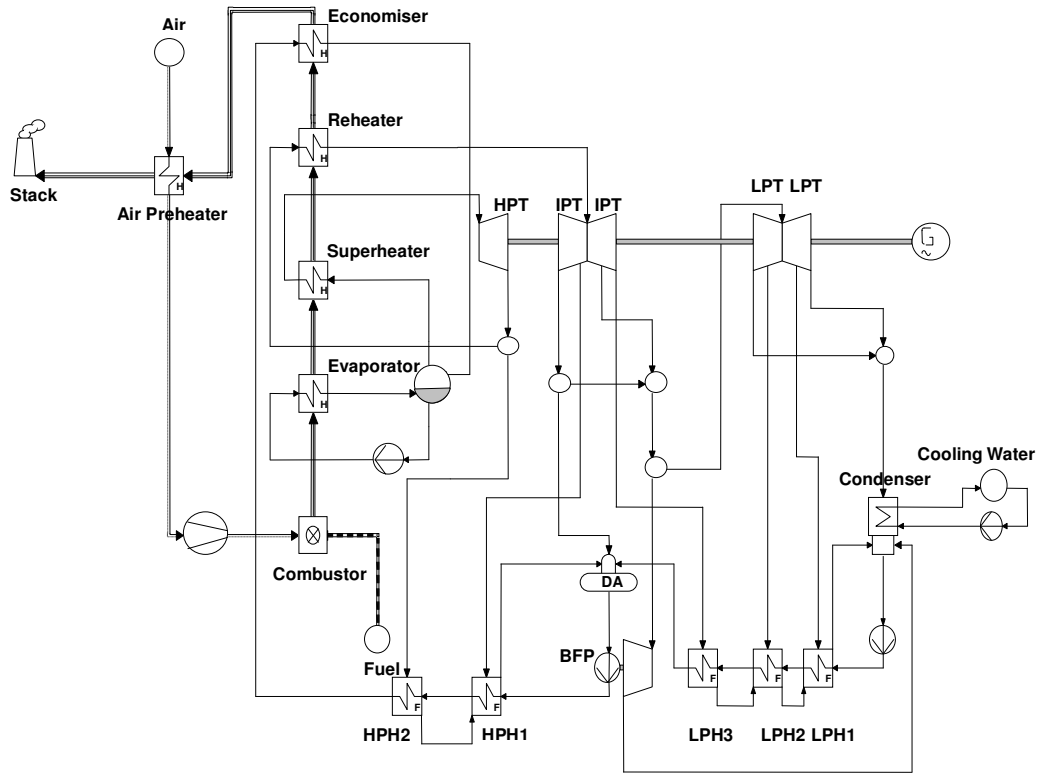 Economiser
Air
H
Reheater
H
Stack
H
Air Preheater
LPT LPT
HPT IPT IPT
G
~
Superheater
H
Evaporator
H
Cooling Water
Condenser
Combustor
DA
BFP
Fuel
F
F
F
F
F
HPH2 HPH1 LPH3 LPH2 LPH1